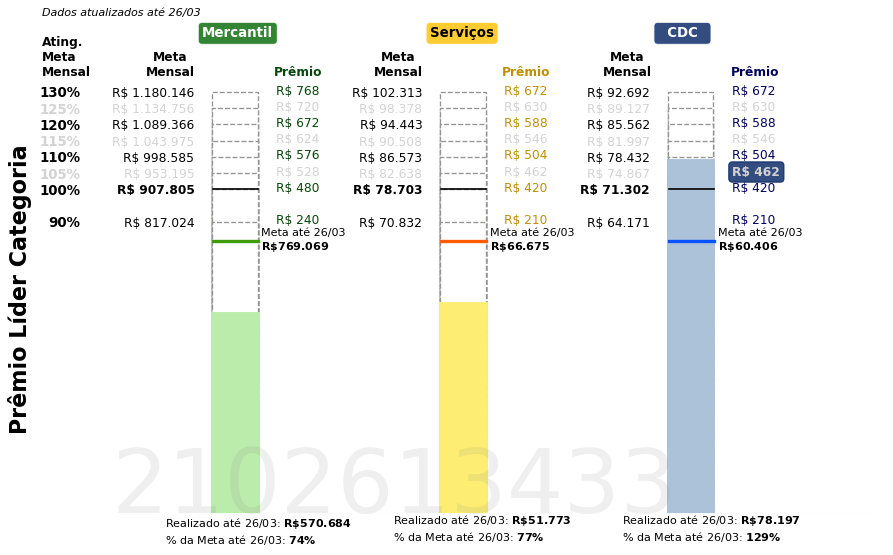 Dados atualizados até 26/03
Mercantil Serviços CDC
Ating. Meta Mensal
Meta Mensal Prêmio Meta Mensal Prêmio Meta Mensal Prêmio
130% R$ 1.180.146 R$ 768 R$ 102.313 R$ 672 R$ 92.692 R$ 672
125% R$ 1.134.756 R$ 720 R$ 98.378 R$ 630 R$ 89.127 R$ 630
120% R$ 1.089.366 R$ 672 R$ 94.443 R$ 588 R$ 85.562 R$ 588
115% R$ 1.043.975 R$ 624 R$ 90.508 R$ 546 R$ 81.997 R$ 546
110% R$ 998.585 R$ 576 R$ 86.573 R$ 504 R$ 78.432 R$ 504
105% R$ 953.195 R$ 528 R$ 82.638 R$ 462 R$ 74.867 R$ 462
100% R$ 907.805 R$ 480 R$ 78.703 R$ 420 R$ 71.302 R$ 420
90% R$ 817.024 R$ 240 R$ 70.832 R$ 210 R$ 64.171 R$ 210
Meta até 26/03 Meta até 26/03 Meta até 26/03
R$769.069 R$66.675 R$60.406
Prêmio Líder Categoria
2102613433
Realizado até 26/03: R$570.684 Realizado até 26/03: R$51.773 Realizado até 26/03: R$78.197
% da Meta até 26/03: 74% % da Meta até 26/03: 77% % da Meta até 26/03: 129%